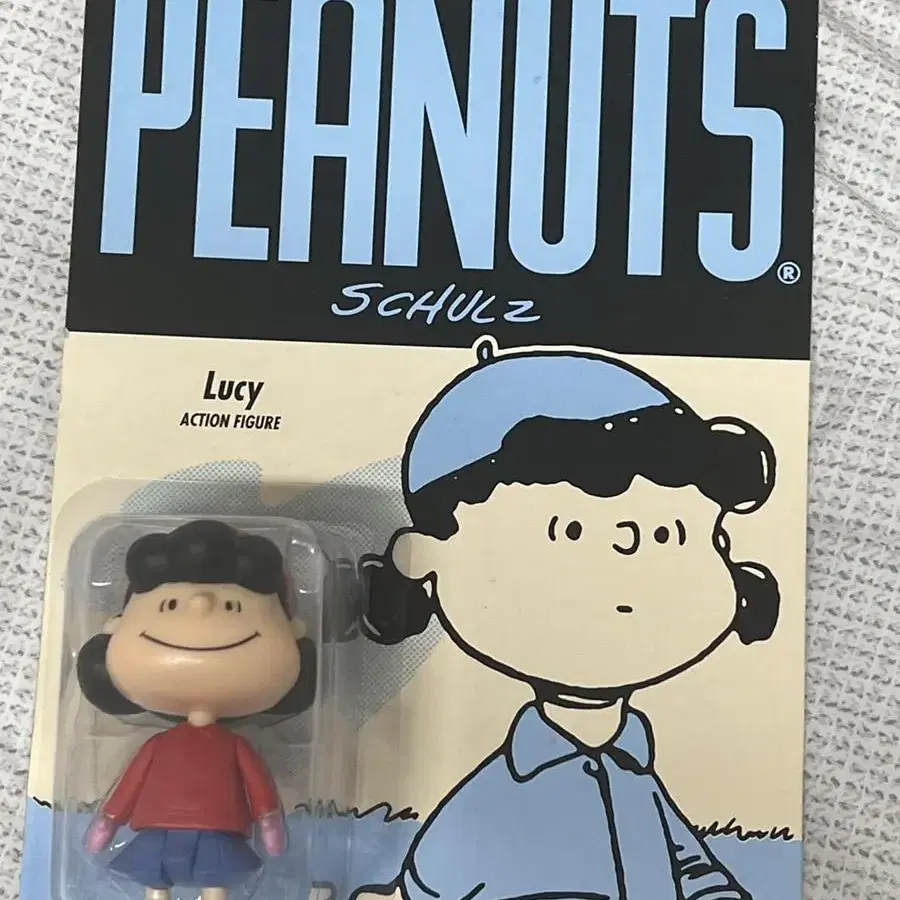 PEANUTS®
SCHULZ
Lucy
ACTION FIGURE